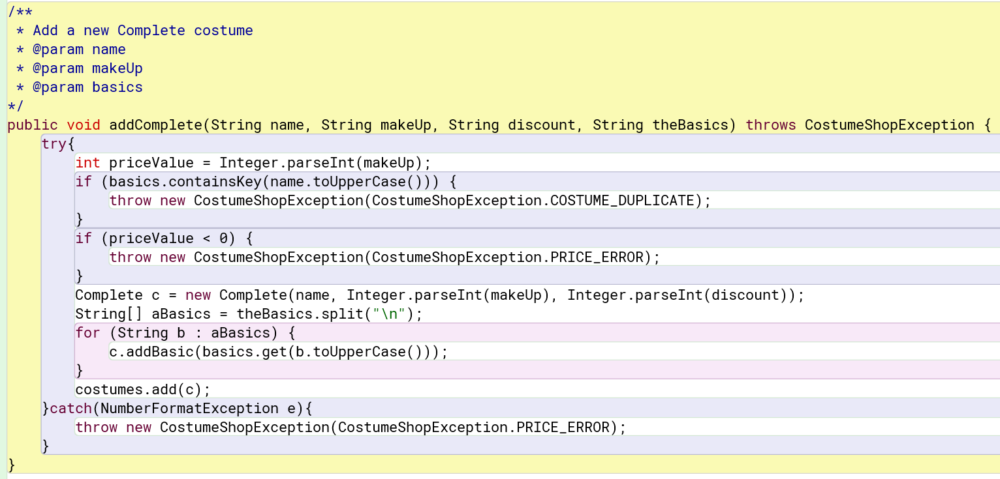 /**
 * Add a new Complete costume
 * @param name
 * @param makeUp
 * @param basics
*/
public void addComplete(String name, String makeUp, String discount, String theBasics) throws CostumeShopException {
    try{
        int priceValue = Integer.parseInt(makeUp);
        if (basics.containsKey(name.toUpperCase())) {
            throw new CostumeShopException(CostumeShopException.COSTUME_DUPLICATE);
        }
        if (priceValue < 0) {
            throw new CostumeShopException(CostumeShopException.PRICE_ERROR);
        }
        Complete c = new Complete(name, Integer.parseInt(makeUp), Integer.parseInt(discount));
        String[] aBasics = theBasics.split("\n");
        for (String b : aBasics) {
            c.addBasic(basics.get(b.toUpperCase()));
        }
        costumes.add(c);
    }catch(NumberFormatException e){
        throw new CostumeShopException(CostumeShopException.PRICE_ERROR);
    }
}